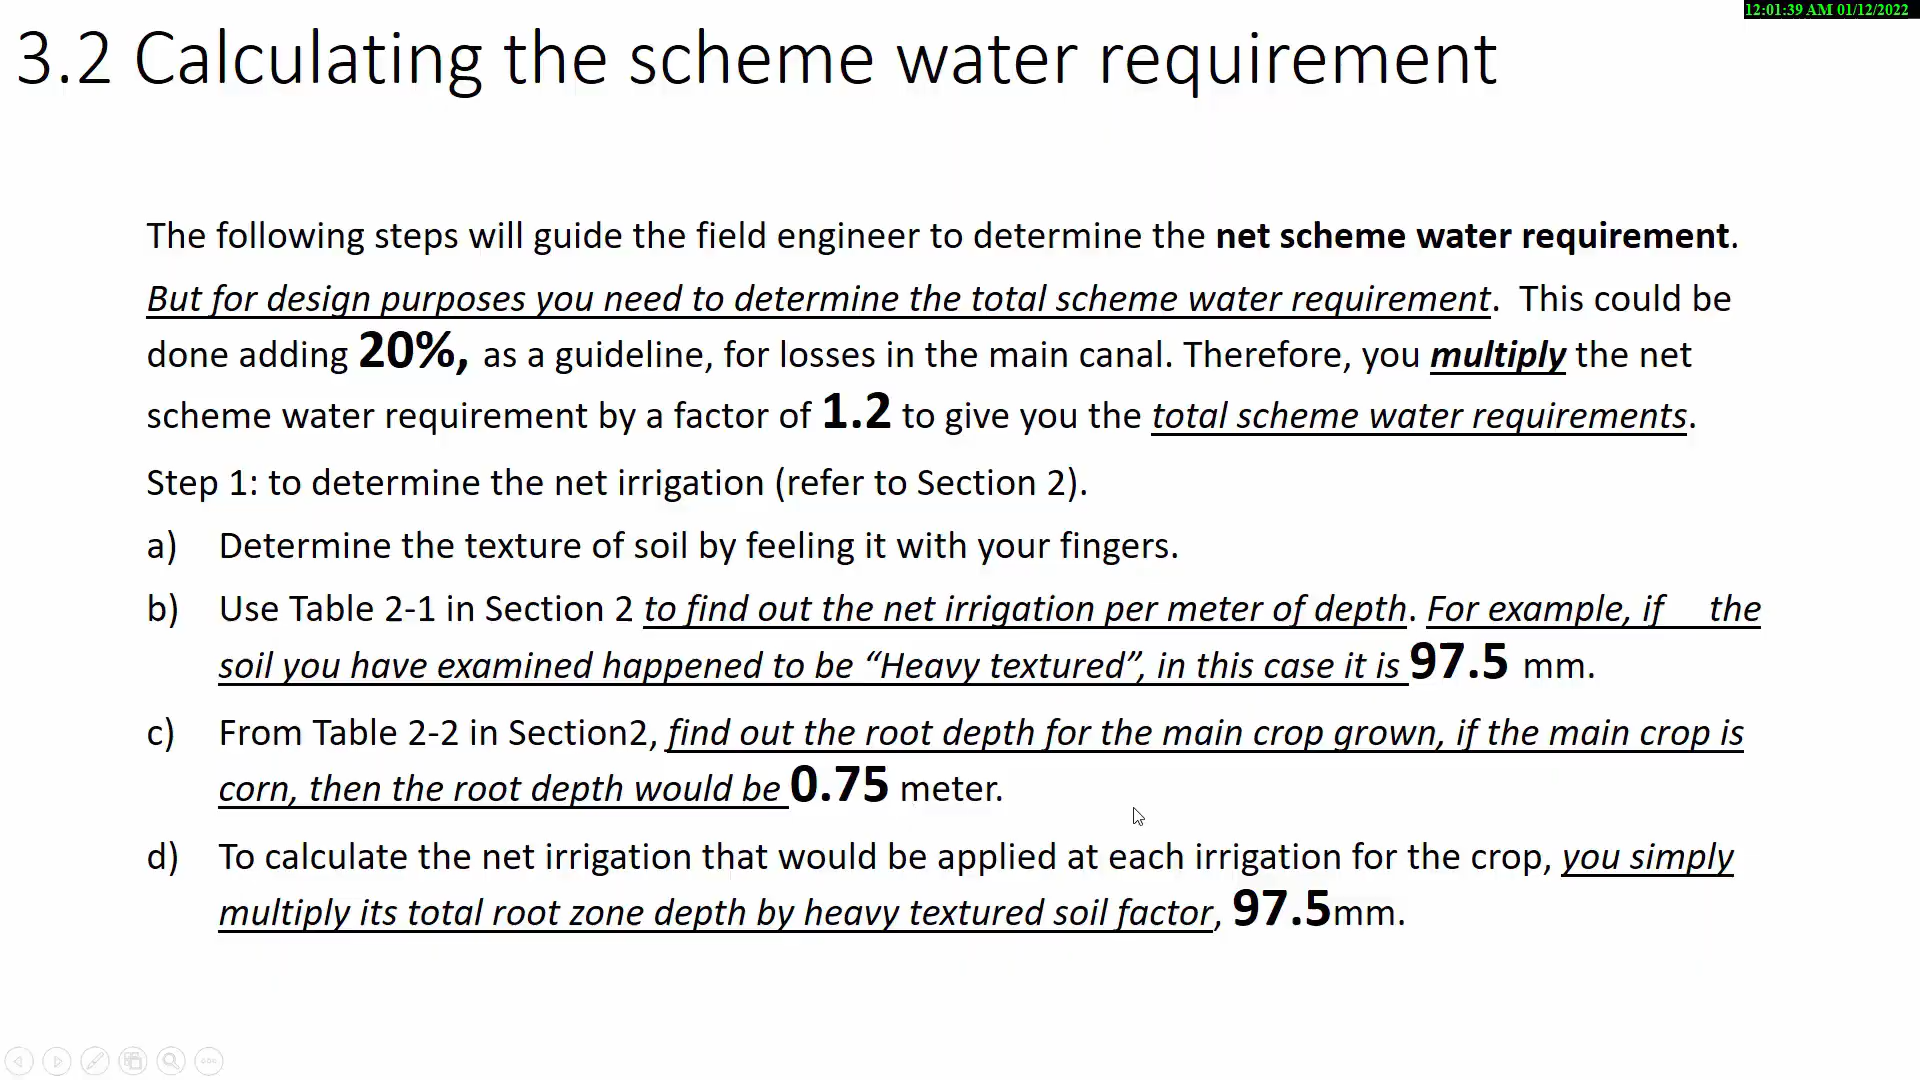 12:01:39 AM 01/12/2022
3.2 Calculating the scheme water requirement
The following steps will guide the field engineer to determine the net scheme water requirement.
But for design purposes you need to determine the total scheme water requirement. This could be
done adding 20%, as a guideline, for losses in the main canal. Therefore, you multiply the net
scheme water requirement by a factor of 1.2 to give you the total scheme water requirements.
Step 1: to determine the net irrigation (refer to Section 2).
a) Determine the texture of soil by feeling it with your fingers.
b) Use Table 2-1 in Section 2 to find out the net irrigation per meter of depth. For example, if the
soil you have examined happened to be “Heavy textured”, in this case it is 97.5 mm.
c) From Table 2-2 in Section2, find out the root depth for the main crop grown, if the main crop is
corn, then the root depth would be 0.75 meter.
d) To calculate the net irrigation that would be applied at each irrigation for the crop, you simply
multiply its total root zone depth by heavy textured soil factor, 97.5mm.